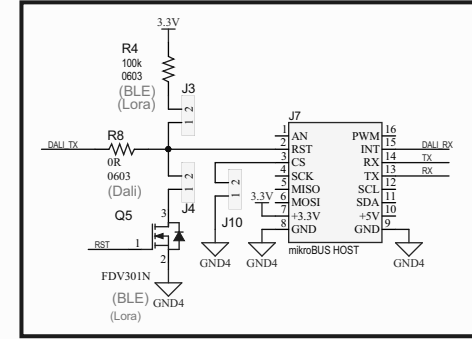 3.3V
R4
100k
0603
(BLE)
(Lora)
J3
2
1
DALI_TX
R8
0R
0603
(Dali)
2
1
J4
Q5
3
RST
1
2
FDV301N
(BLE)
(Lora)
GND4
J10
1 2
GND4
3.3V
GND4
J7
1 AN PWM 16
2 RST INT 15 DALI_RX
3 CS RX 14 TX
4 SCK TX 13 RX
5 MISO SCL 12
6 MOSI SDA 11
7 +3.3V +5V 10
8 GND GND 9
mikroBUS HOST
GND4